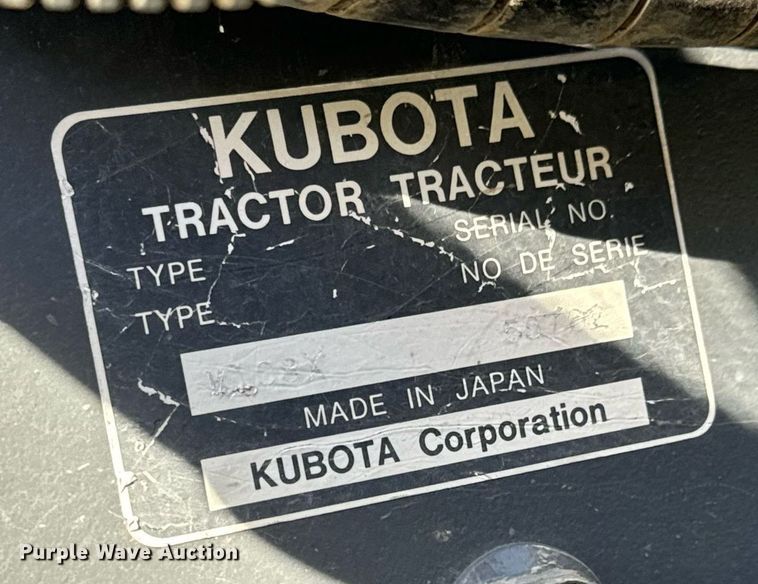 KUBOTA
TRACTOR TRACTEUR
SERIAL NO.
TYPE NO DE SERIE
TYPE
MADE IN JAPAN
KUBOTA Corporation
Purple Wave Auction